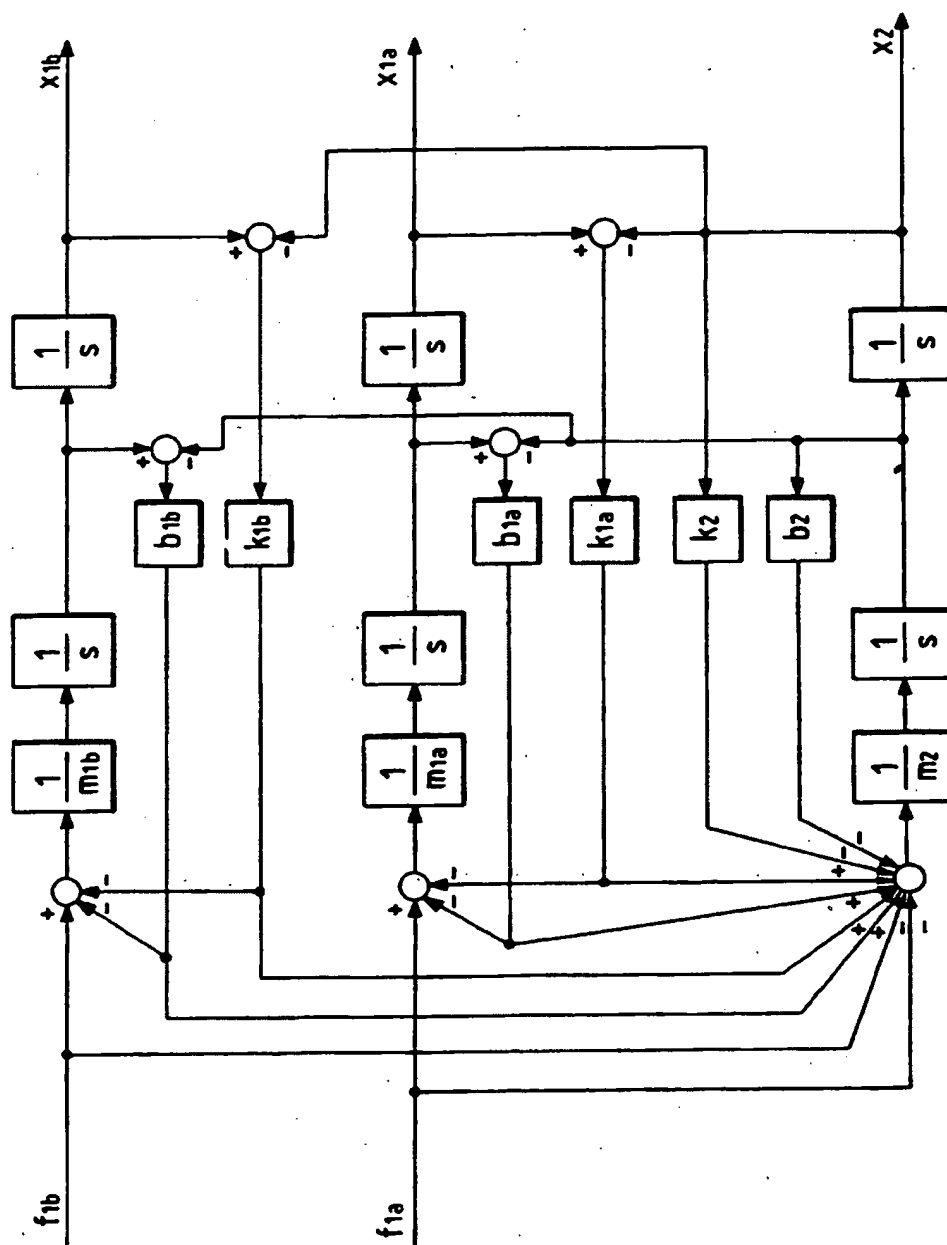 f1b
+
-
-
1
m1b
1
s
1
s
X1b
b1b
+
-
k1b
+
-
f1a
+
-
-
1
m1a
1
s
1
s
X1a
b1a
+
-
k1a
+
-
k2
b2
-
-
+
+
+
+
-
-
1
m2
1
s
1
s
X2